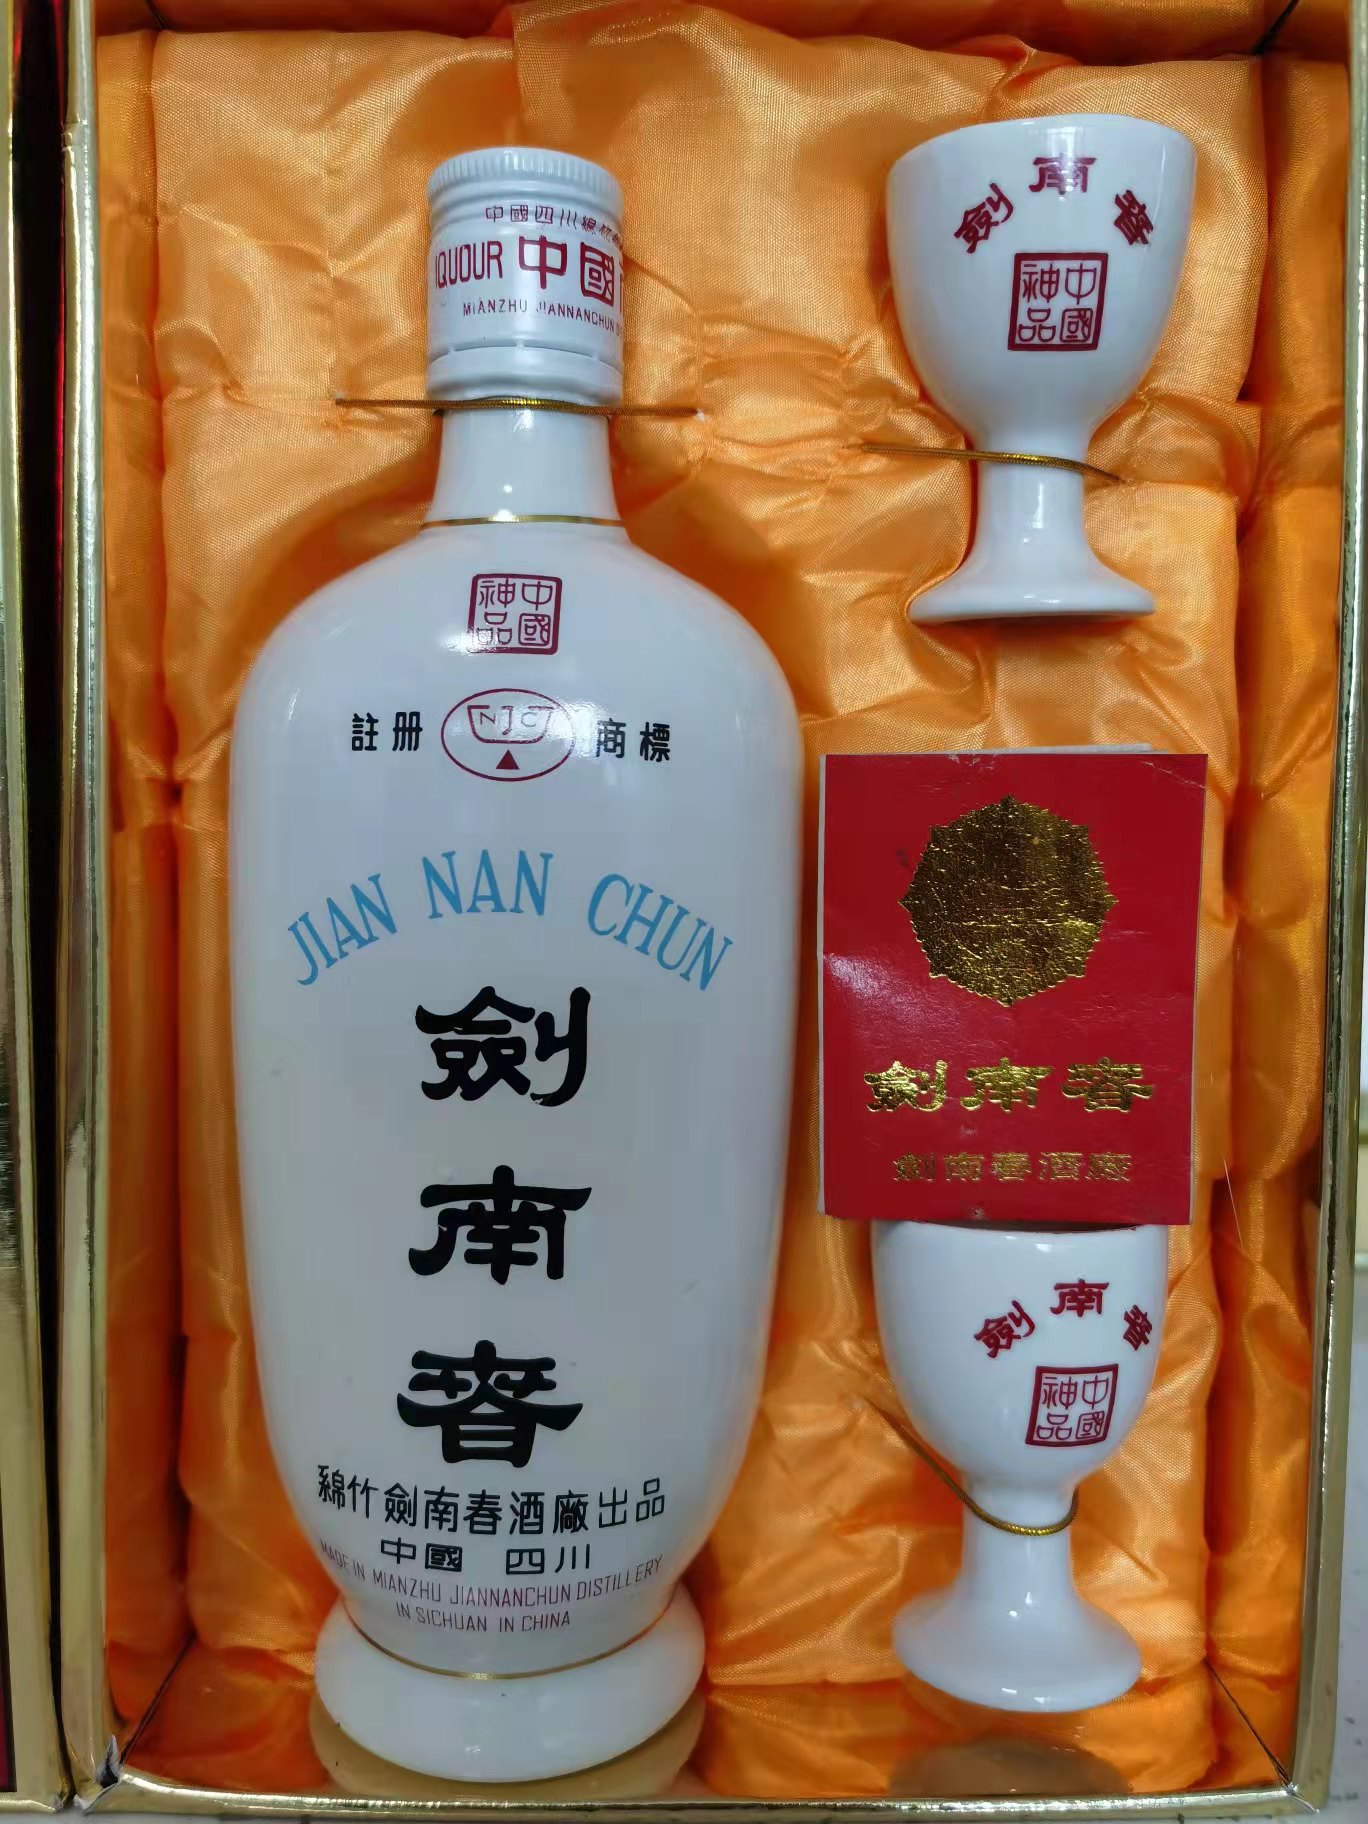 中國四川綿竹
IQUOUR 中國
MIANZHU JIANNANCHUN D
中國
神品
註册 NJC 商標
JIAN NAN CHUN
劍
南
春
綿竹劍南春酒廠出品
中國 四川
MADE IN MIANZHU JIANNANCHUN DISTILLERY
IN SICHUAN IN CHINA
劍南春
中國
神品
劍南春
劍南春酒廠
劍南春
中國
神品